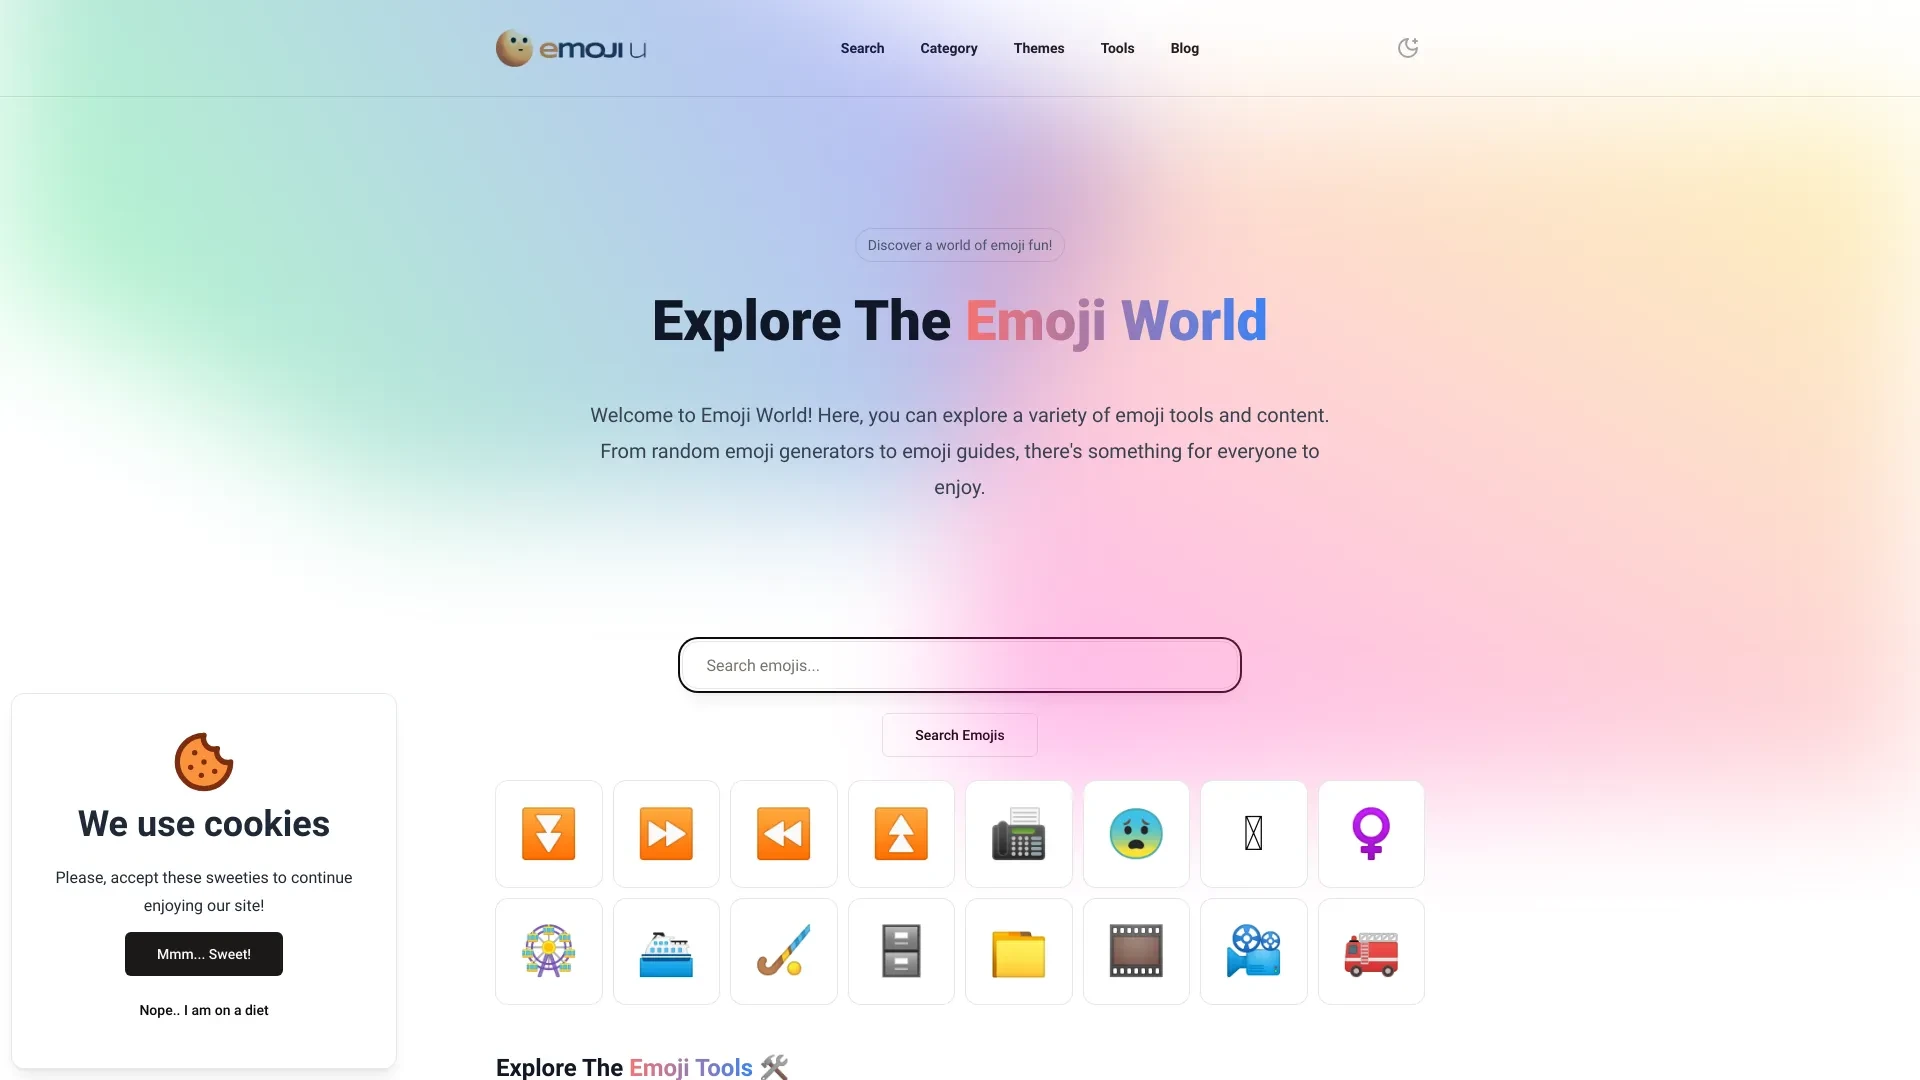 emoji u
Search
Category
Themes
Tools
Blog
Discover a world of emoji fun!
Explore The Emoji World
Welcome to Emoji World! Here, you can explore a variety of emoji tools and content.
From random emoji generators to emoji guides, there's something for everyone to
enjoy.
Search emojis...
Search Emojis
We use cookies
Please, accept these sweeties to continue
enjoying our site!
Mmm... Sweet!
Nope.. I am on a diet
Explore The Emoji Tools 🛠️